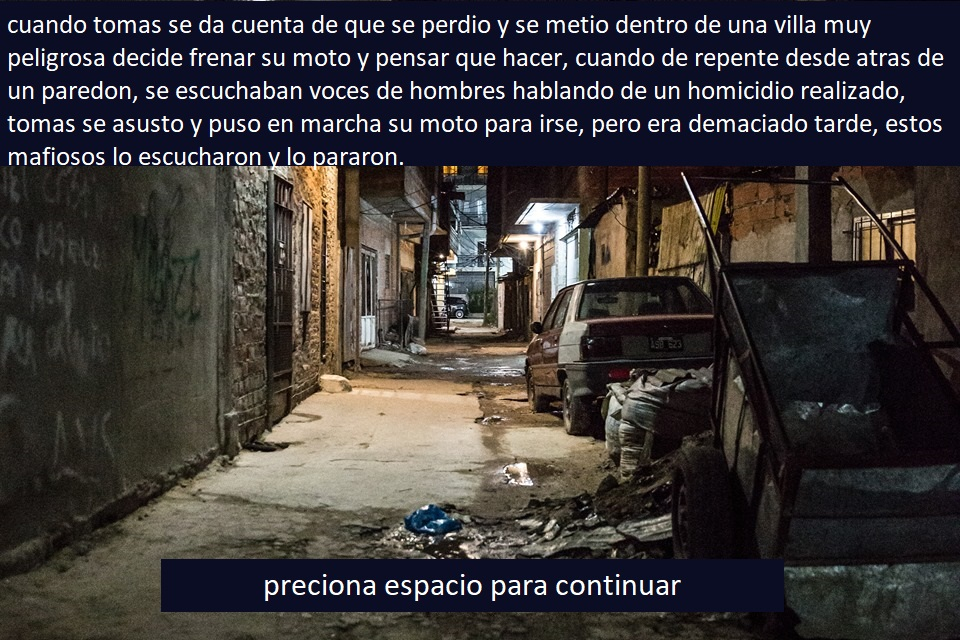 cuando tomas se da cuenta de que se perdio y se metio dentro de una villa muy
peligrosa decide frenar su moto y pensar que hacer, cuando de repente desde atras de
un paredon, se escuchaban voces de hombres hablando de un homicidio realizado,
tomas se asusto y puso en marcha su moto para irse, pero era demaciado tarde, estos
mafiosos lo escucharon y lo pararon.
preciona espacio para continuar